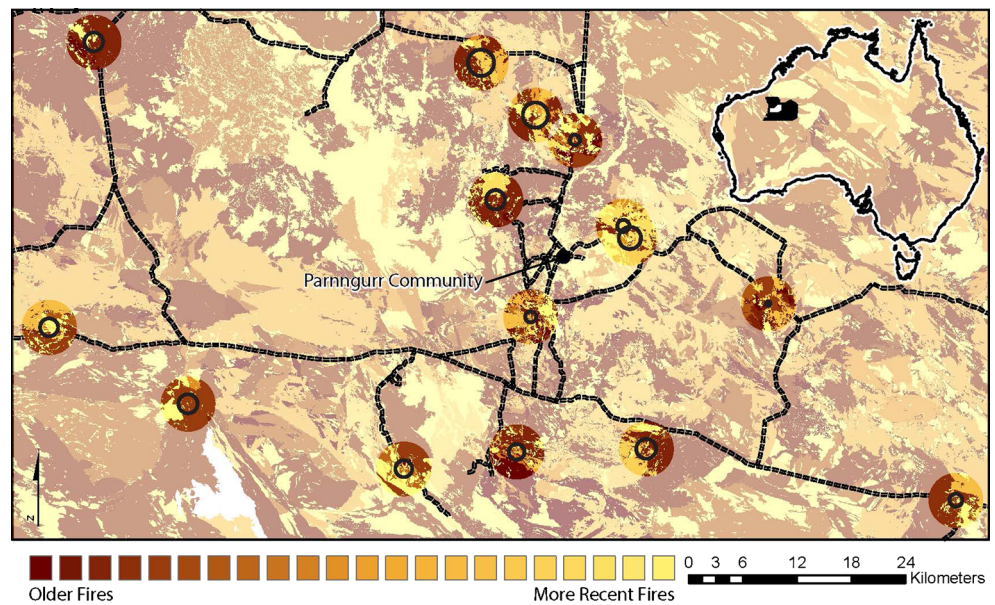 Parnngurr Community
N
0 3 6 12 18 24
Kilometers
Older Fires
More Recent Fires